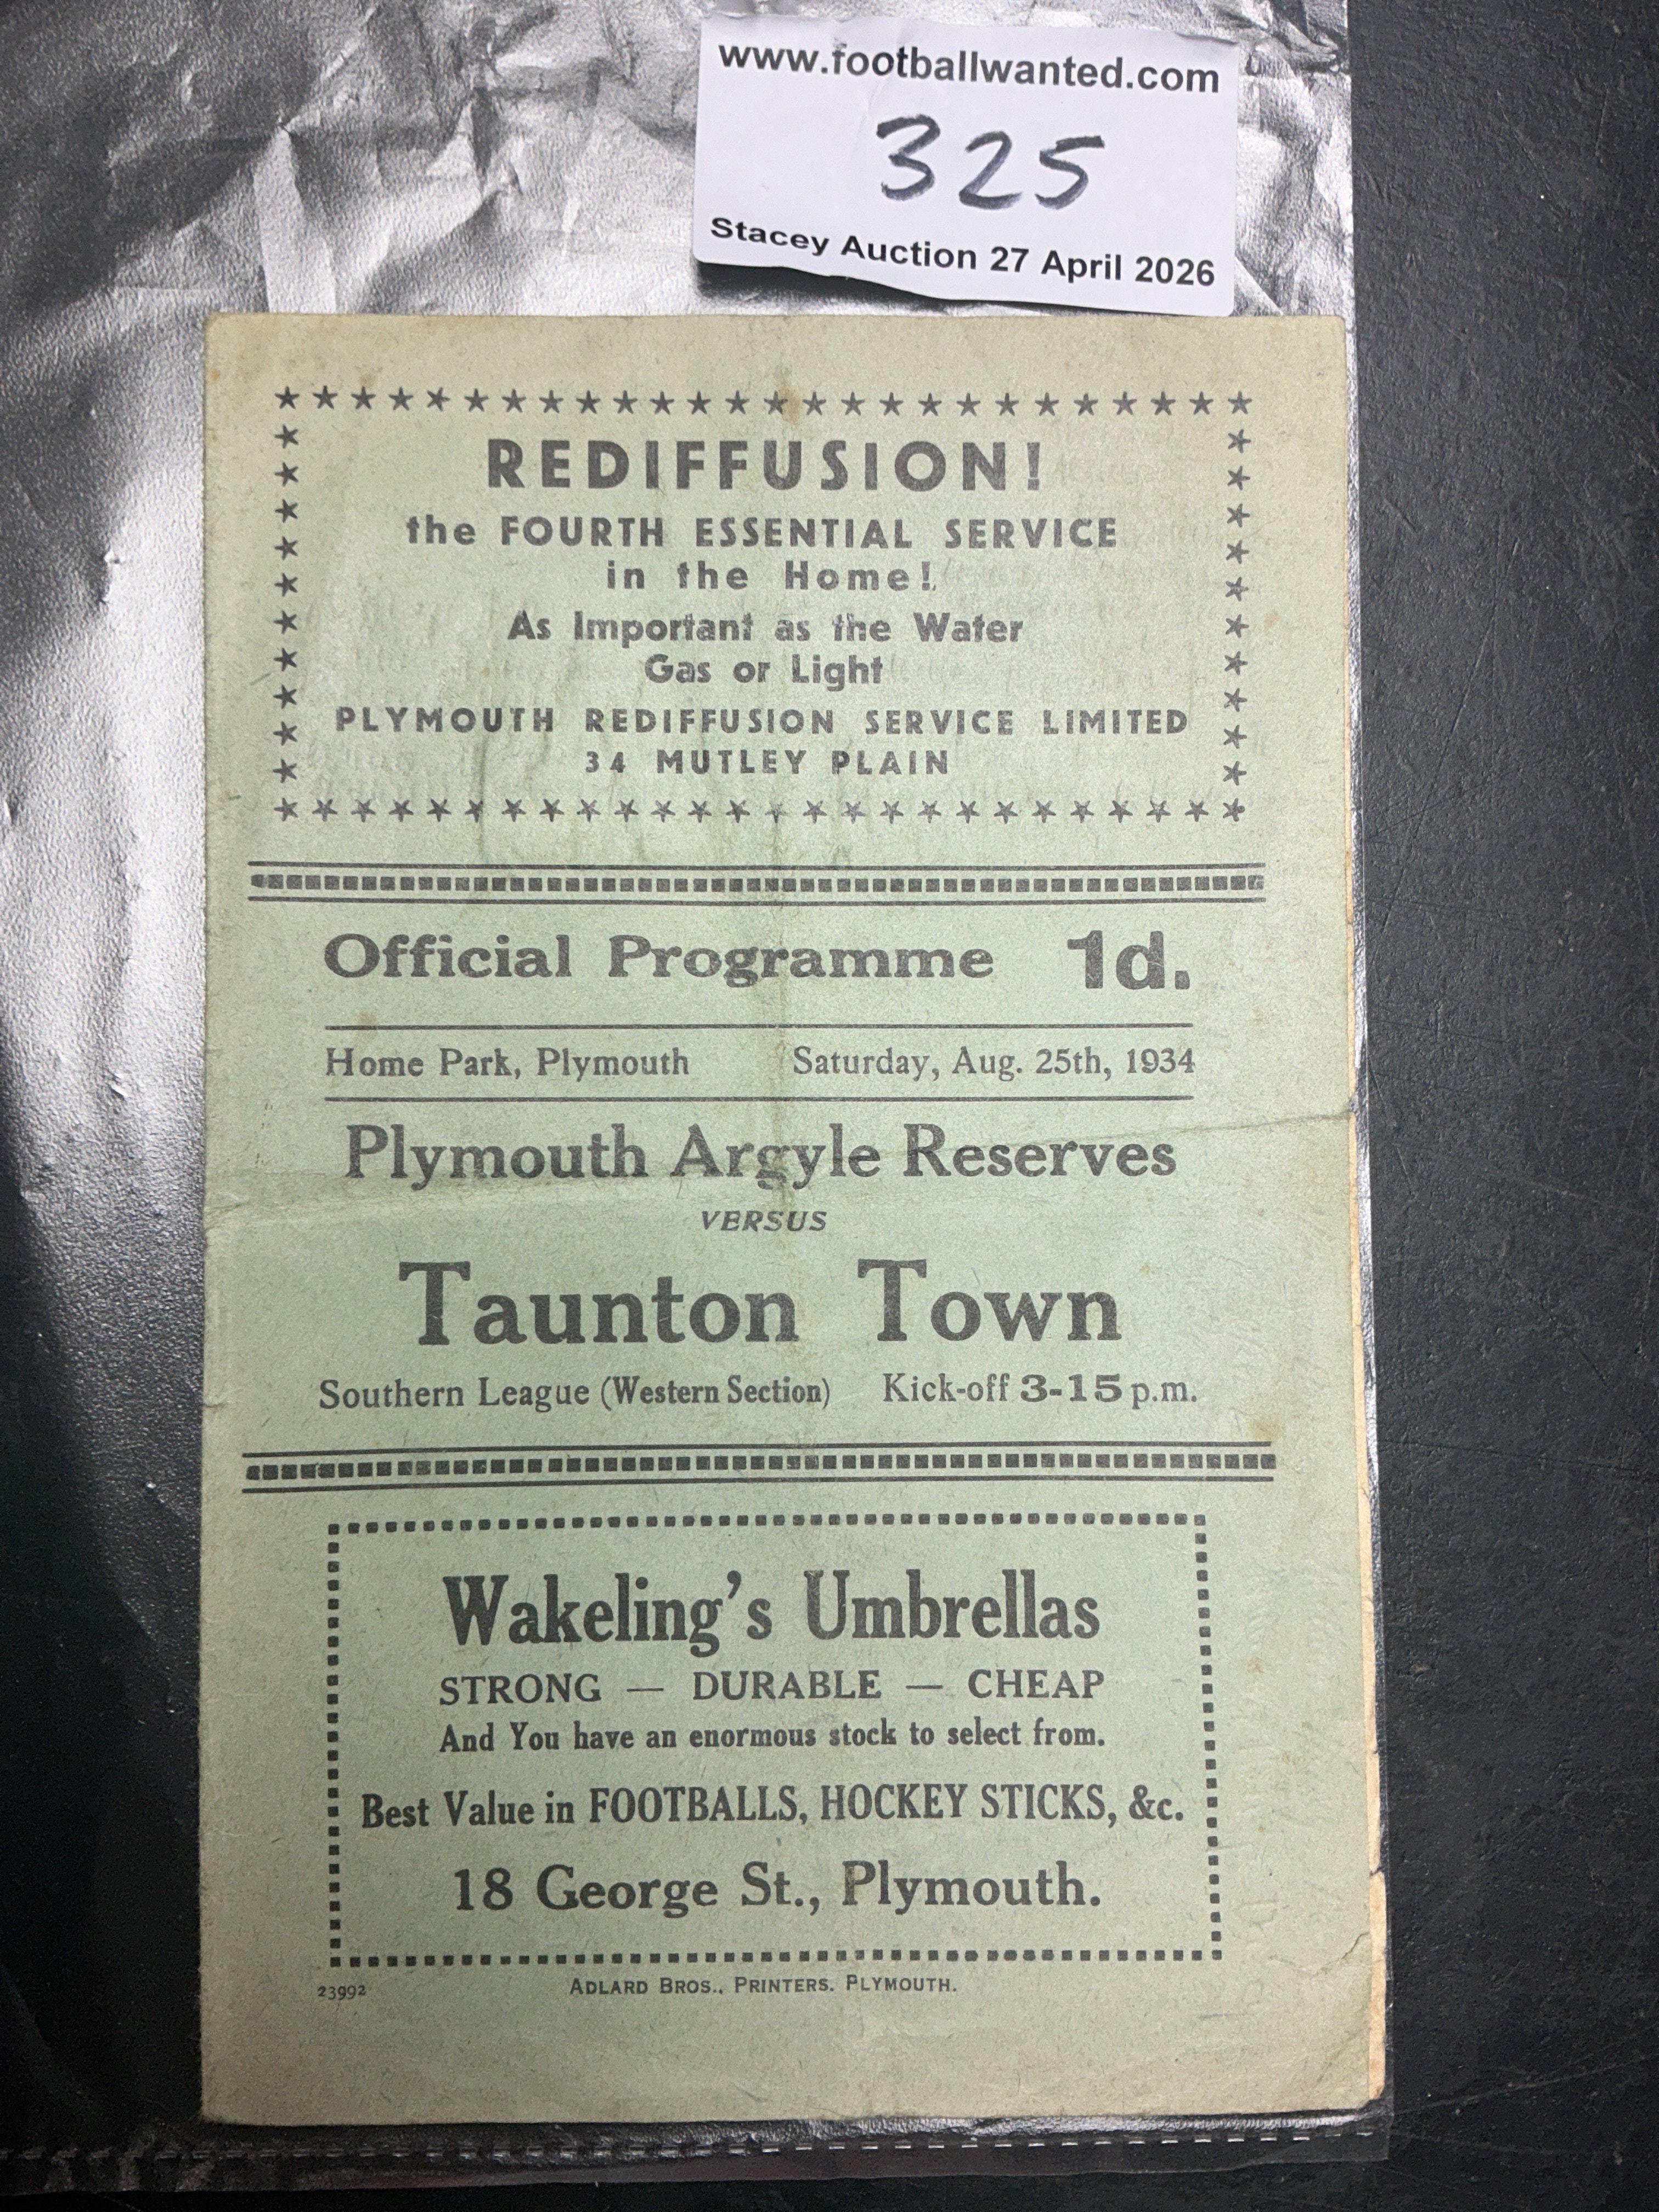 www.footballwanted.com
325
Stacey Auction 27 April 2026
REDIFFUSION!
the FOURTH ESSENTIAL SERVICE
in the Home!
As Important as the Water
Gas or Light
PLYMOUTH REDIFFUSION SERVICE LIMITED
34 MUTLEY PLAIN
Official Programme 1d.
Home Park, Plymouth Saturday, Aug. 25th, 1934
Plymouth Argyle Reserves
VERSUS
Taunton Town
Southern League (Western Section) Kick-off 3-15 p.m.
Wakeling's Umbrellas
STRONG — DURABLE — CHEAP
And You have an enormous stock to select from.
Best Value in FOOTBALLS, HOCKEY STICKS, &c.
18 George St., Plymouth.
23992 ADLARD BROS., PRINTERS. PLYMOUTH.